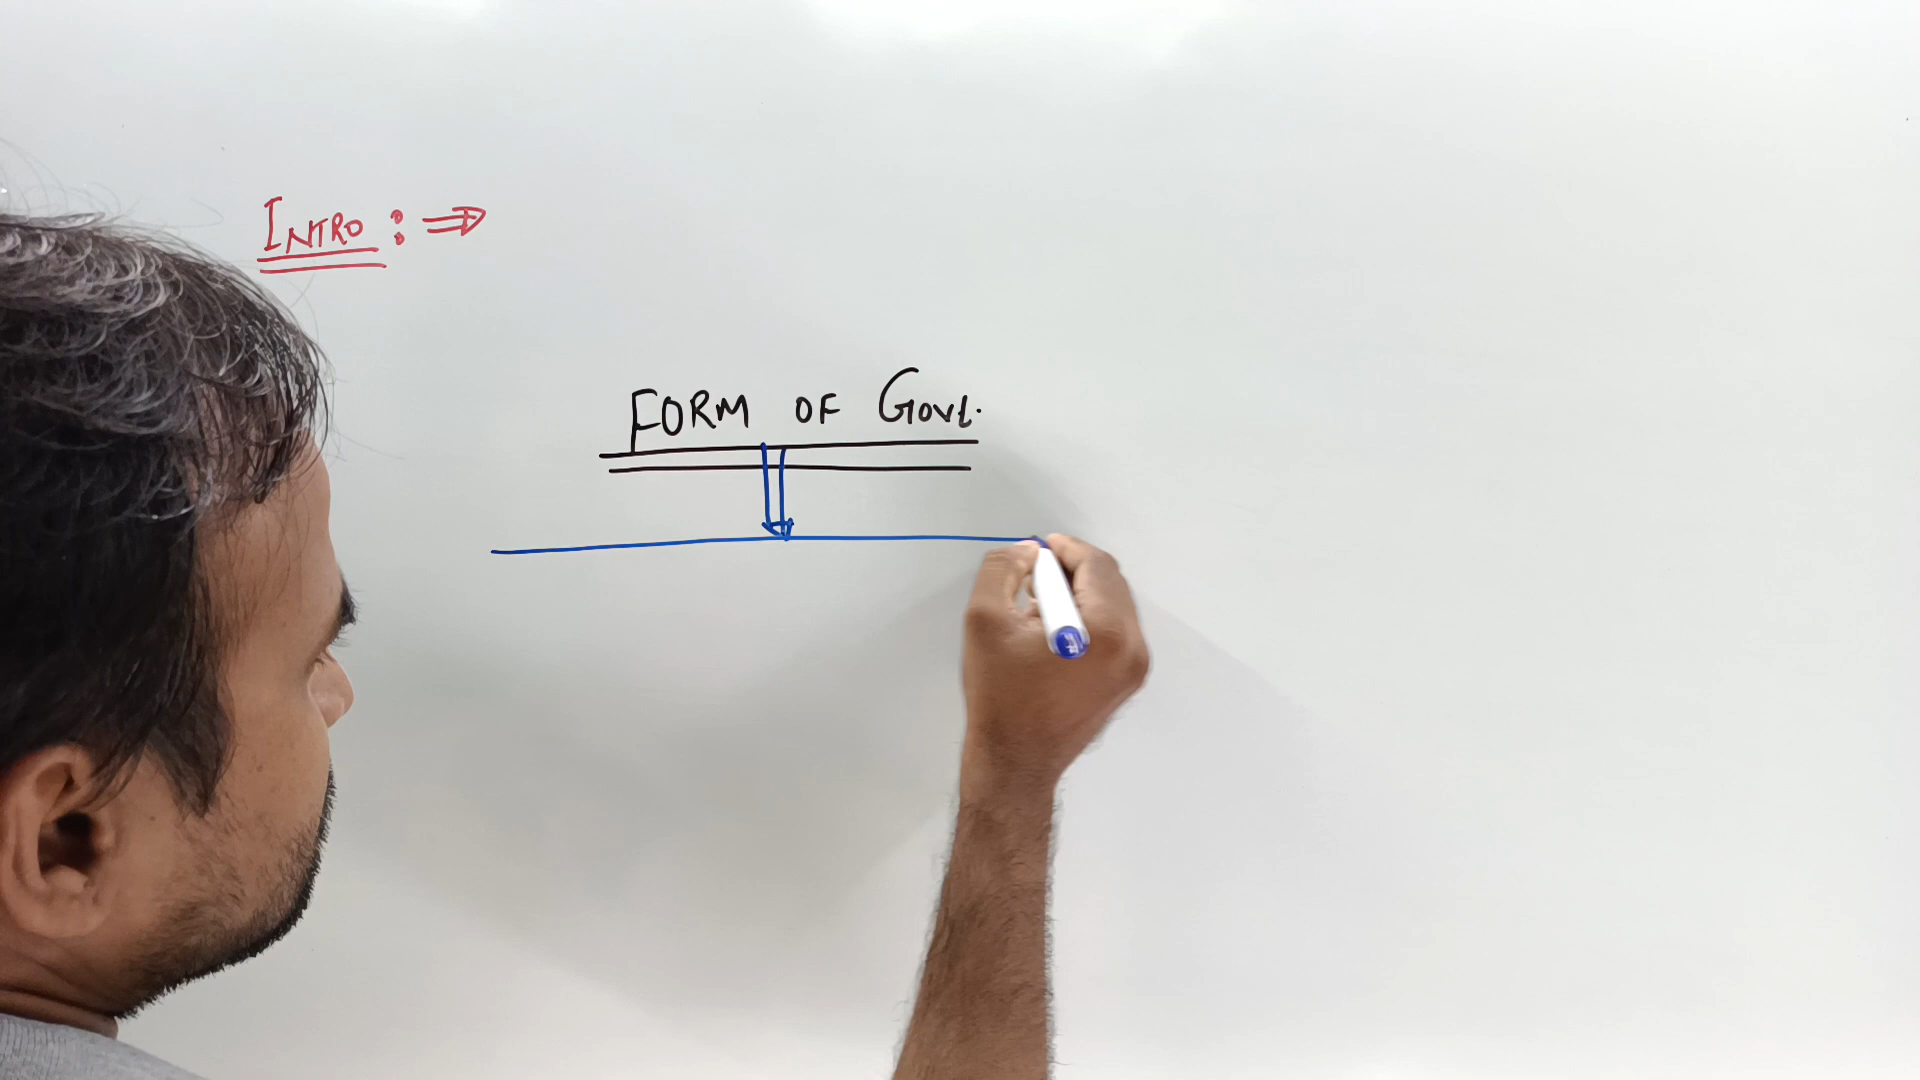 INTRO : ⇒
FORM OF Govt.